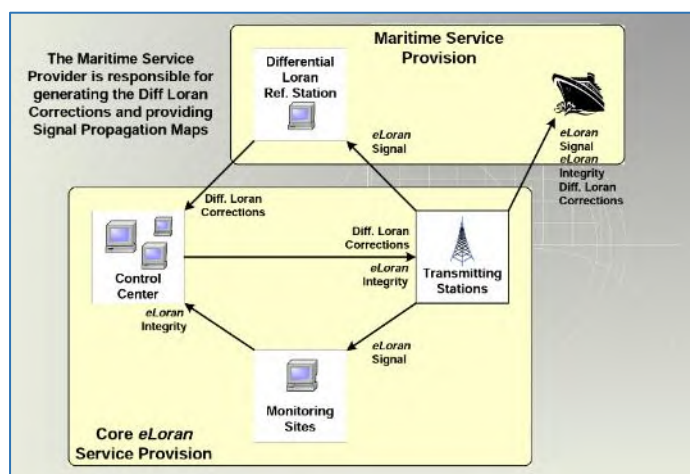 The Maritime Service
Provider is responsible for
generating the Diff Loran
Corrections and providing
Signal Propagation Maps
Maritime Service
Provision
Differential
Loran
Ref. Station
eLoran
Signal
eLoran
Signal
eLoran
Integrity
Diff. Loran
Corrections
Diff. Loran
Corrections
Diff. Loran
Corrections
eLoran
Integrity
Control
Center
Transmitting
Stations
eLoran
Integrity
eLoran
Signal
Monitoring
Sites
Core eLoran
Service Provision